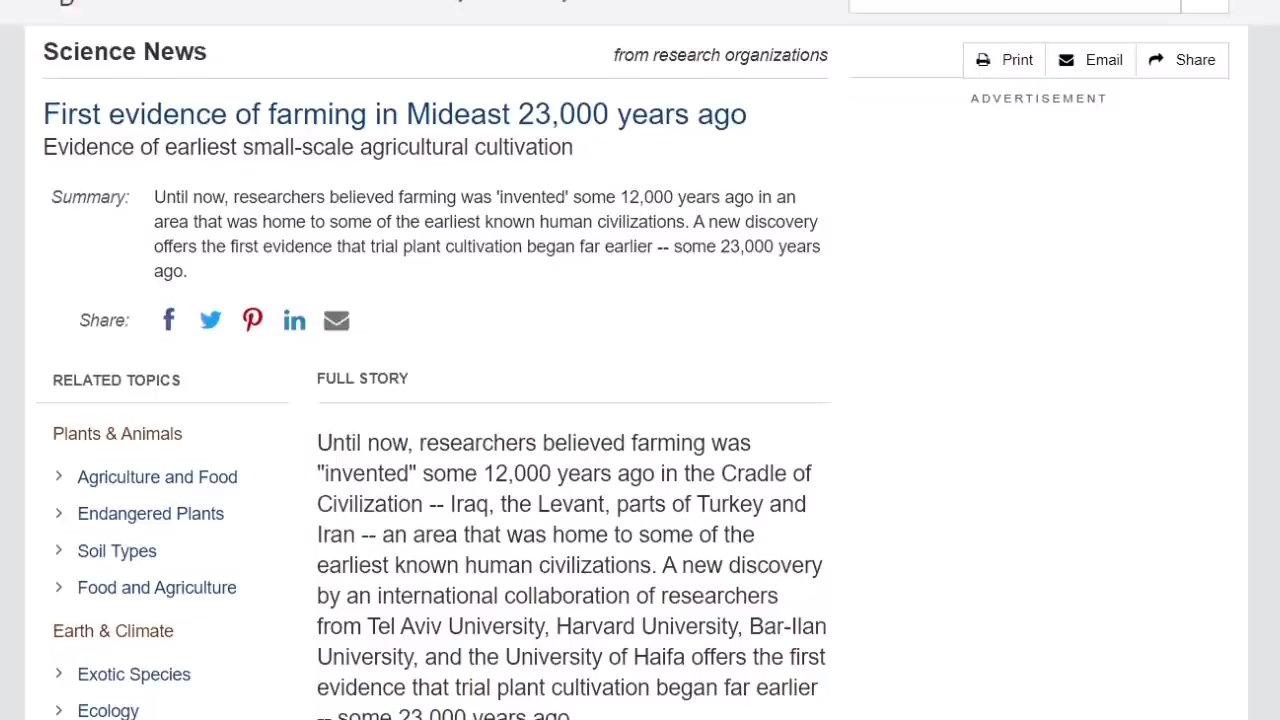 Science News
from research organizations
Print
Email
Share
ADVERTISEMENT
First evidence of farming in Mideast 23,000 years ago
Evidence of earliest small-scale agricultural cultivation
Summary:
Until now, researchers believed farming was 'invented' some 12,000 years ago in an
area that was home to some of the earliest known human civilizations. A new discovery
offers the first evidence that trial plant cultivation began far earlier -- some 23,000 years
ago.
Share:
RELATED TOPICS
Plants & Animals
Agriculture and Food
Endangered Plants
Soil Types
Food and Agriculture
Earth & Climate
Exotic Species
Ecology
FULL STORY
Until now, researchers believed farming was
"invented" some 12,000 years ago in the Cradle of
Civilization -- Iraq, the Levant, parts of Turkey and
Iran -- an area that was home to some of the
earliest known human civilizations. A new discovery
by an international collaboration of researchers
from Tel Aviv University, Harvard University, Bar-Ilan
University, and the University of Haifa offers the first
evidence that trial plant cultivation began far earlier
-- some 23,000 years ago.